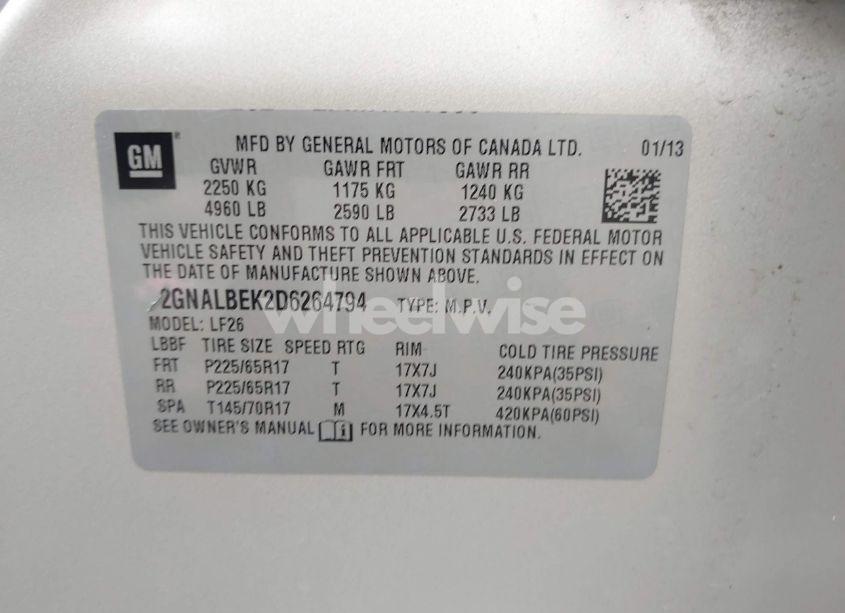 GM
MFD BY GENERAL MOTORS OF CANADA LTD. 01/13
GVWR GAWR FRT GAWR RR
2250 KG 1175 KG 1240 KG
4960 LB 2590 LB 2733 LB
THIS VEHICLE CONFORMS TO ALL APPLICABLE U.S. FEDERAL MOTOR
VEHICLE SAFETY AND THEFT PREVENTION STANDARDS IN EFFECT ON
THE DATE OF MANUFACTURE SHOWN ABOVE.
2GNALBEK2D6264794 TYPE: M.P.V.
wheelwise
MODEL: LF26
LBBF TIRE SIZE SPEED RTG RIM COLD TIRE PRESSURE
FRT P225/65R17 T 17X7J 240KPA(35PSI)
RR P225/65R17 T 17X7J 240KPA(35PSI)
SPA T145/70R17 M 17X4.5T 420KPA(60PSI)
SEE OWNER'S MANUAL FOR MORE INFORMATION.